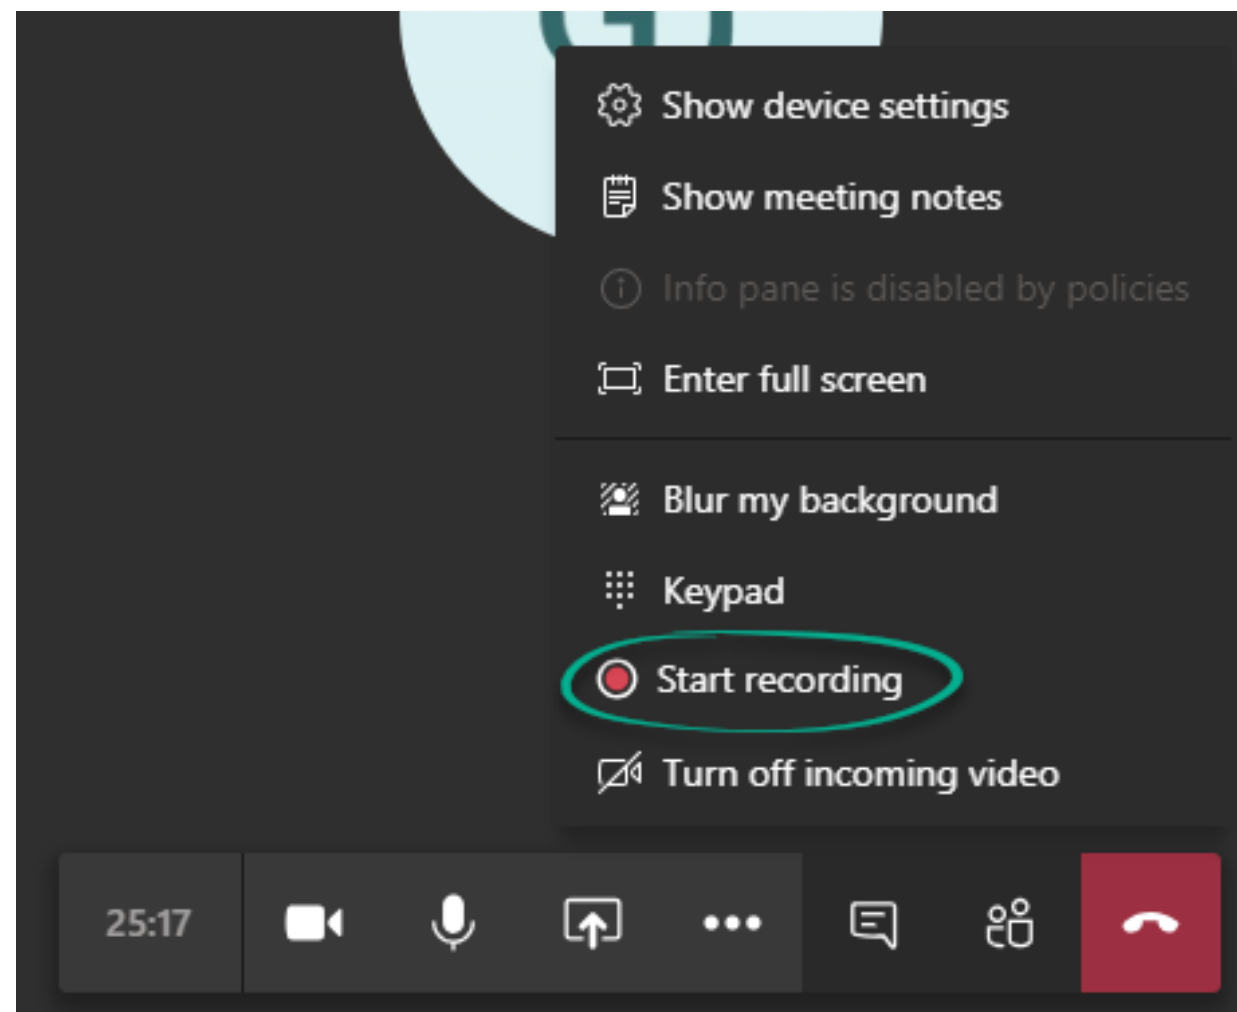 Show device settings
Show meeting notes
Info pane is disabled by policies
Enter full screen
Blur my background
Keypad
Start recording
Turn off incoming video
25:17